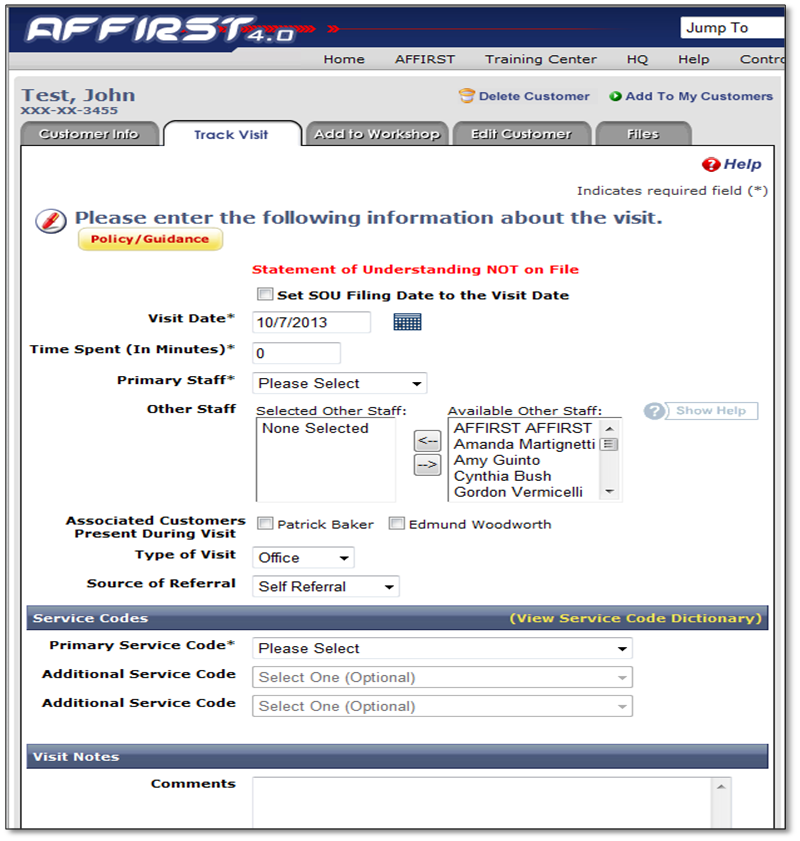 AFFIRST 4.0
Jump To
Home AFFIRST Training Center HQ Help Contro
Test, John
XXX-XX-3455
Delete Customer Add To My Customers
Customer Info Track Visit Add to Workshop Edit Customer Files
? Help
Indicates required field (*)
Please enter the following information about the visit.
Policy/Guidance
Statement of Understanding NOT on File
Set SOU Filing Date to the Visit Date
Visit Date* 10/7/2013
Time Spent (In Minutes)* 0
Primary Staff* Please Select
Other Staff Selected Other Staff: Available Other Staff: ? Show Help
None Selected AFFIRST AFFIRST
<-- Amanda Martignetti
--> Amy Guinto
Cynthia Bush
Gordon Vermicelli
Associated Customers Patrick Baker Edmund Woodworth
Present During Visit
Type of Visit Office
Source of Referral Self Referral
Service Codes (View Service Code Dictionary)
Primary Service Code* Please Select
Additional Service Code Select One (Optional)
Additional Service Code Select One (Optional)
Visit Notes
Comments